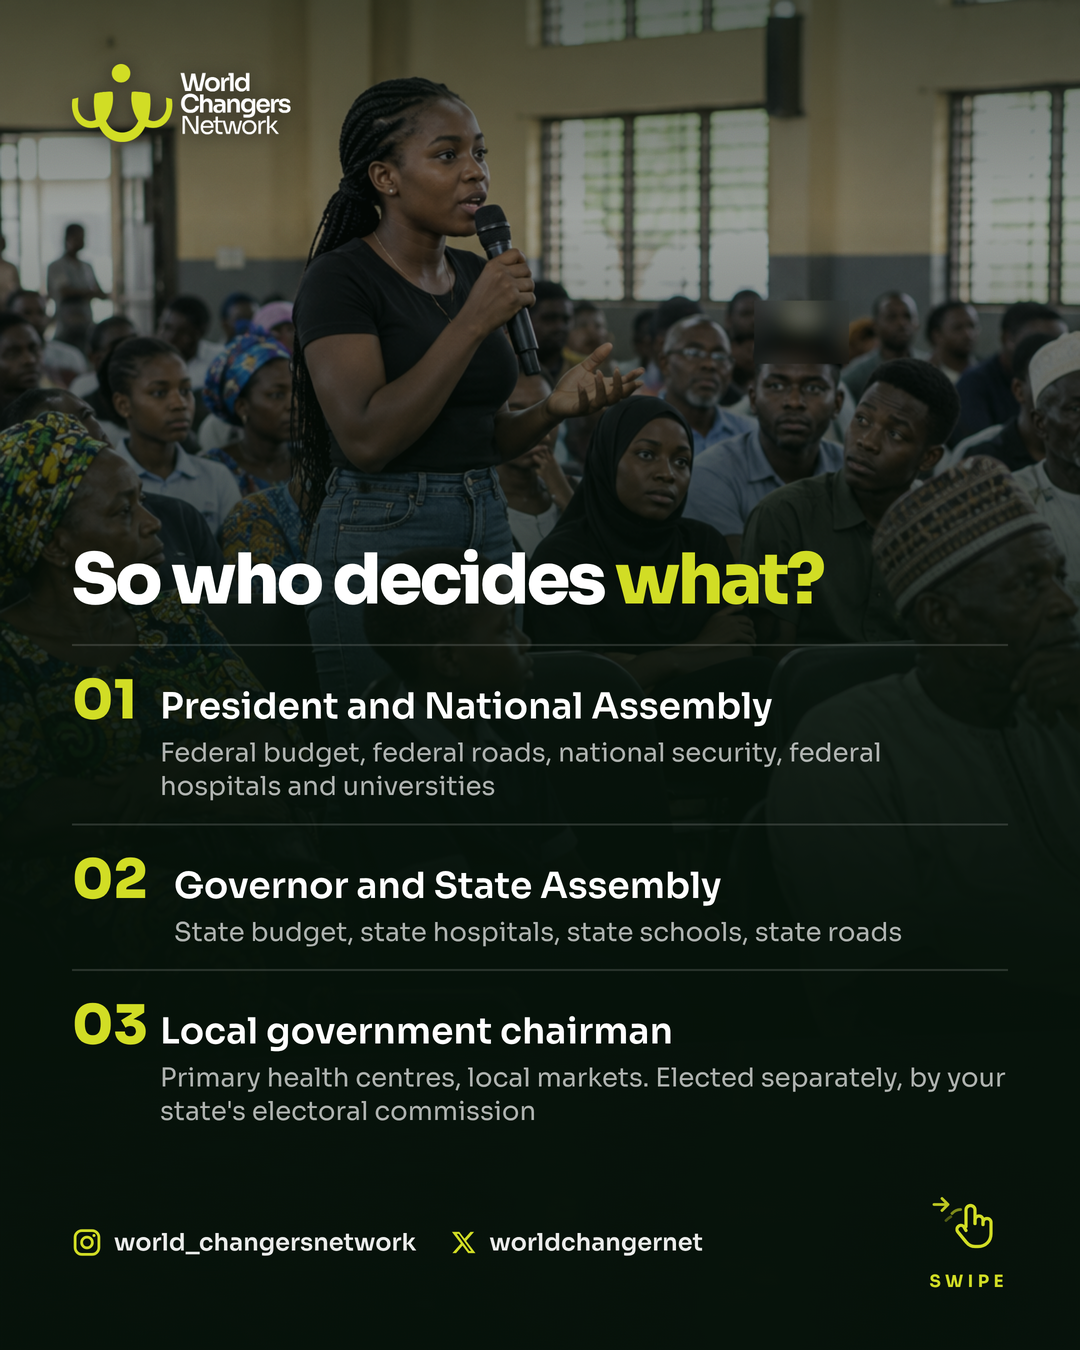 World
Changers
Network
So who decides what?
01 President and National Assembly
Federal budget, federal roads, national security, federal
hospitals and universities
02 Governor and State Assembly
State budget, state hospitals, state schools, state roads
03 Local government chairman
Primary health centres, local markets. Elected separately, by your
state's electoral commission
world_changersnetwork worldchangernet
SWIPE